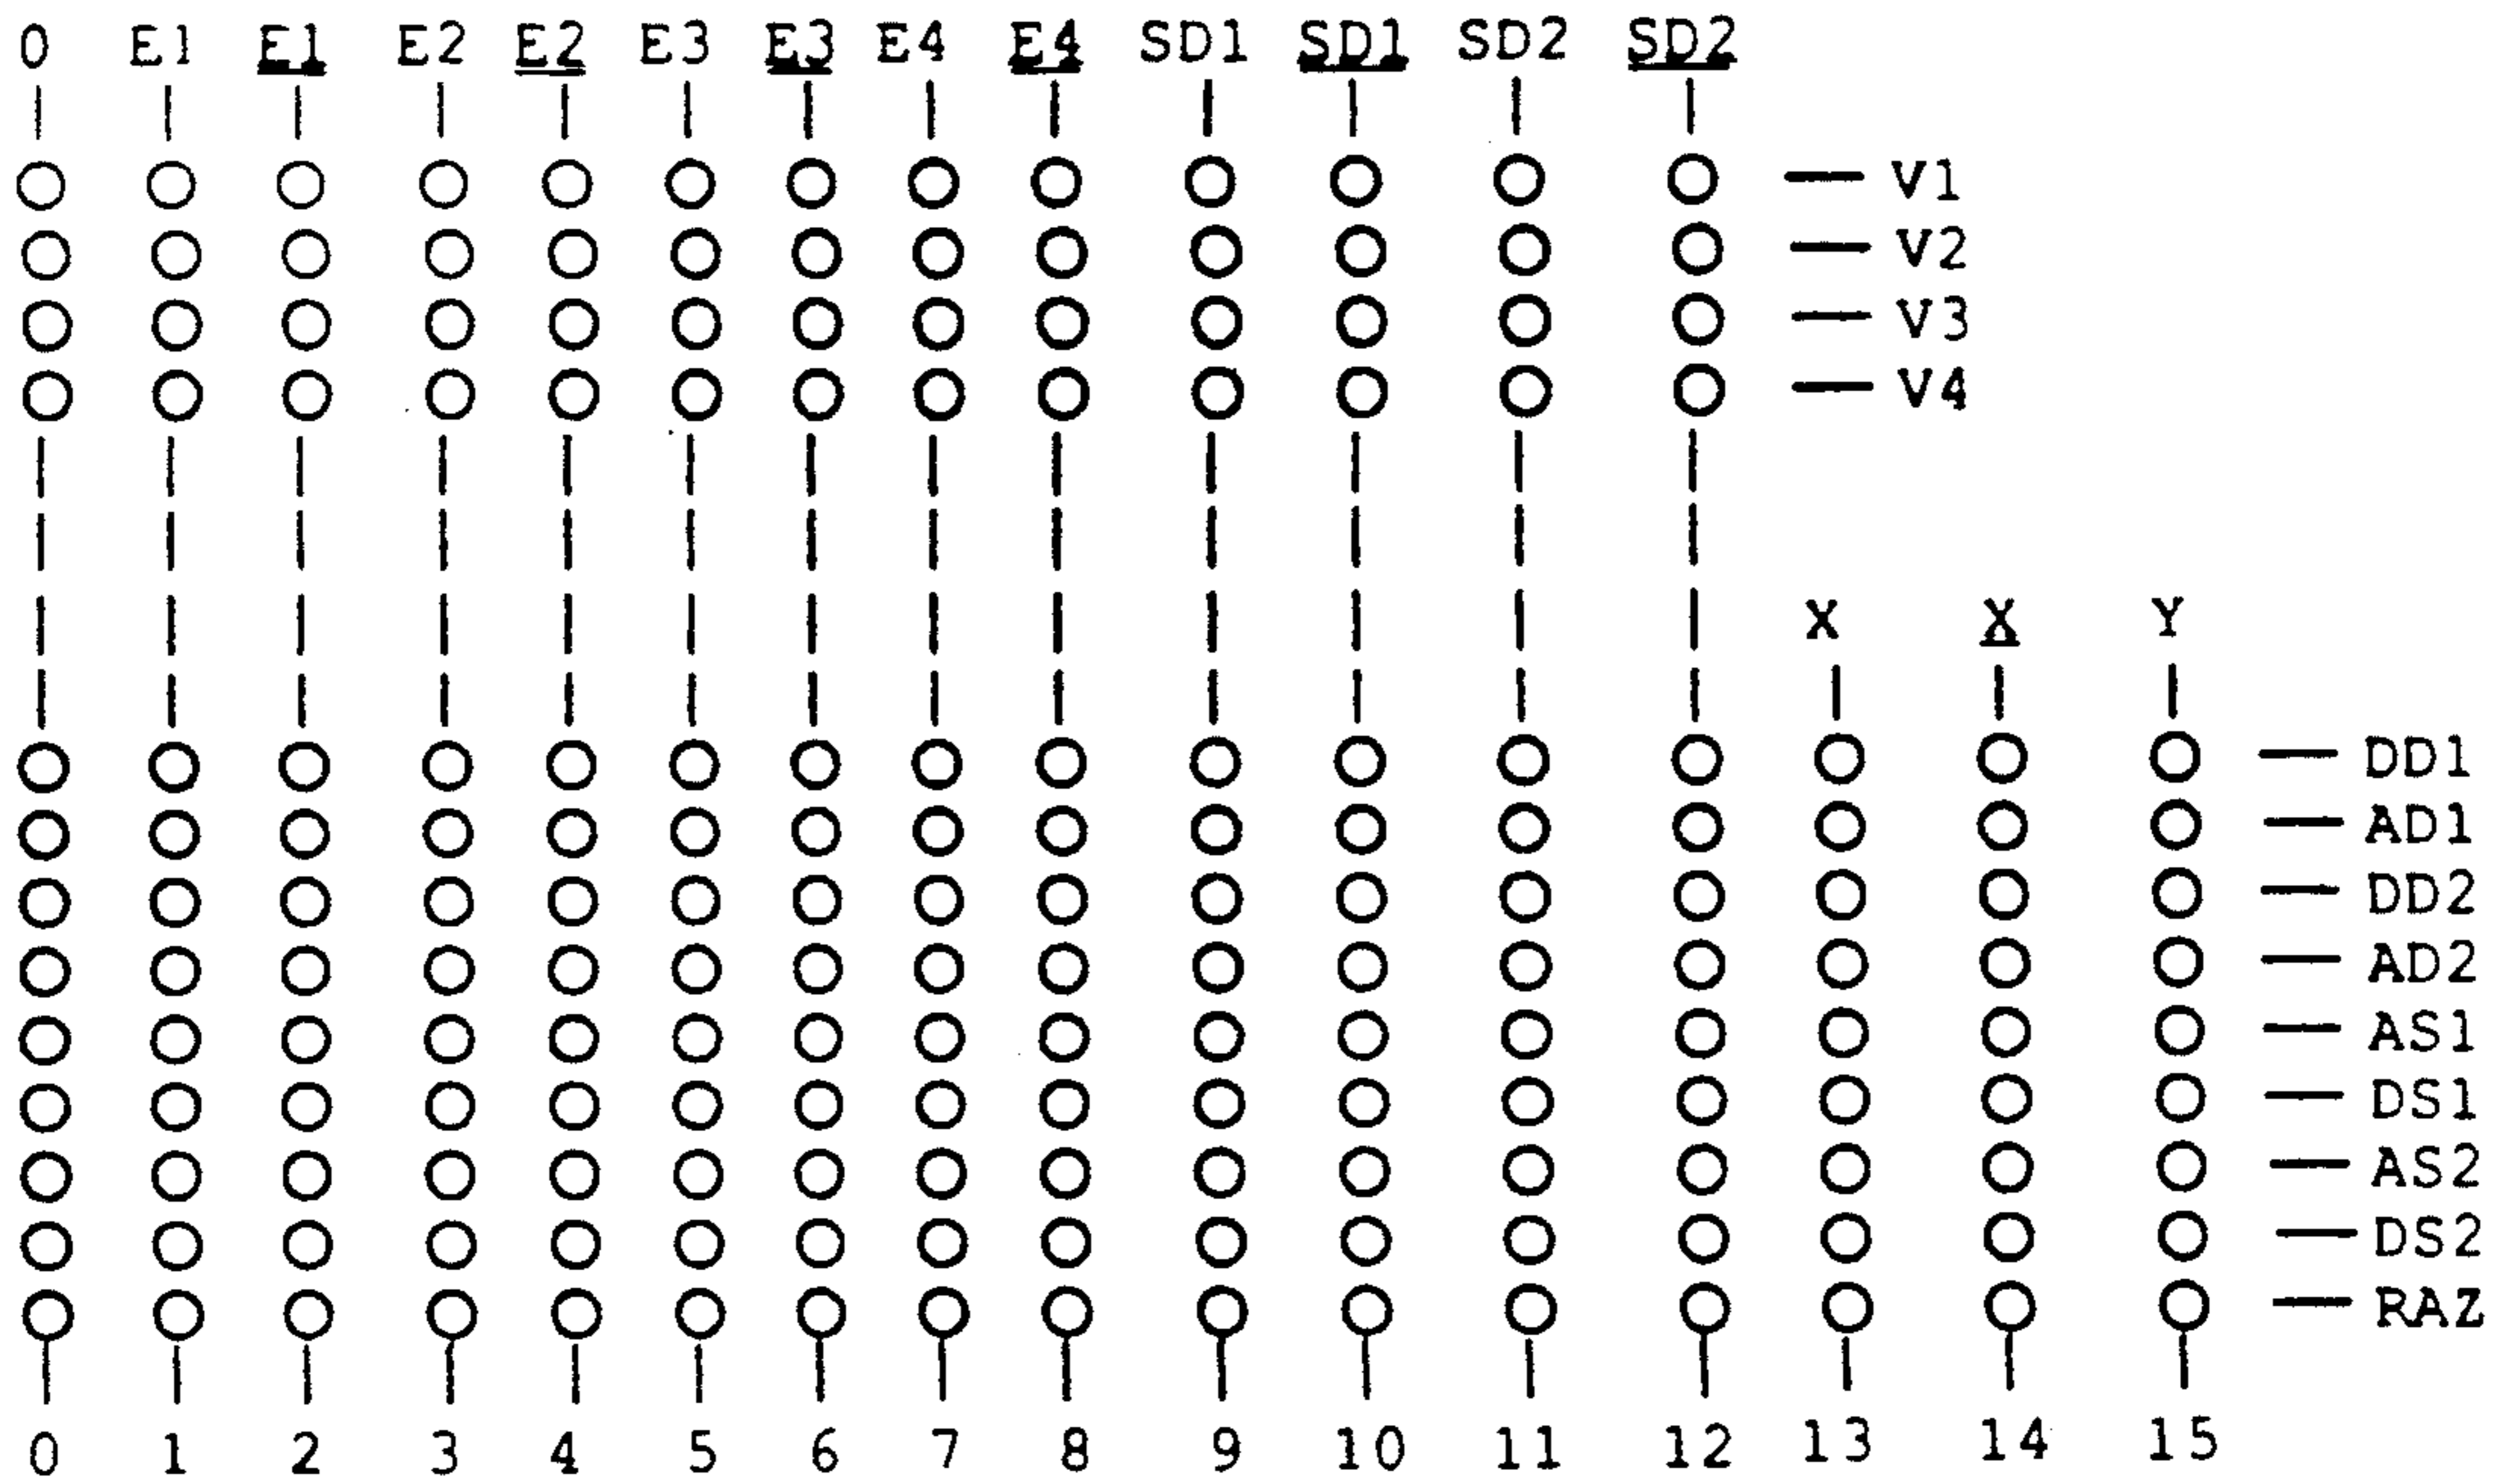 0 E1 E1 E2 E2 E3 E3 E4 E4 SD1 SD1 SD2 SD2
V1
V2
V3
V4
X X Y
DD1
AD1
DD2
AD2
AS1
DS1
AS2
DS2
RAZ
0 1 2 3 4 5 6 7 8 9 10 11 12 13 14 15